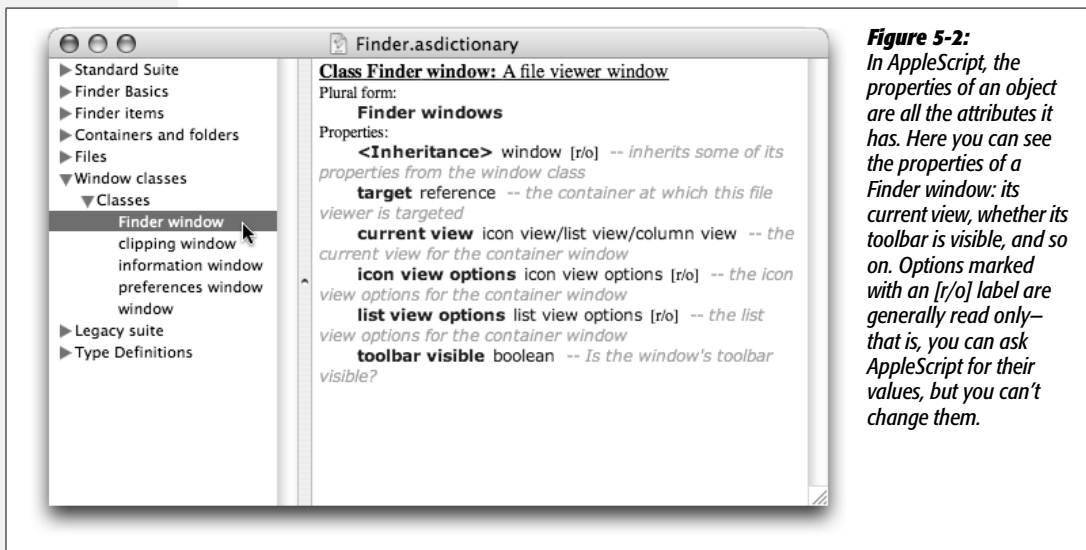 Finder.asdictionary
Standard Suite
Finder Basics
Finder items
Containers and folders
Files
Window classes
Classes
Finder window
clipping window
information window
preferences window
window
Legacy suite
Type Definitions
Class Finder window: A file viewer window
Plural form:
Finder windows
Properties:
<Inheritance> window [r/o] -- inherits some of its
properties from the window class
target reference -- the container at which this file
viewer is targeted
current view icon view/list view/column view -- the
current view for the container window
icon view options icon view options [r/o] -- the icon
view options for the container window
list view options list view options [r/o] -- the list
view options for the container window
toolbar visible boolean -- Is the window's toolbar
visible?
Figure 5-2:
In AppleScript, the
properties of an object
are all the attributes it
has. Here you can see
the properties of a
Finder window: its
current view, whether its
toolbar is visible, and so
on. Options marked
with an [r/o] label are
generally read only—
that is, you can ask
AppleScript for their
values, but you can't
change them.